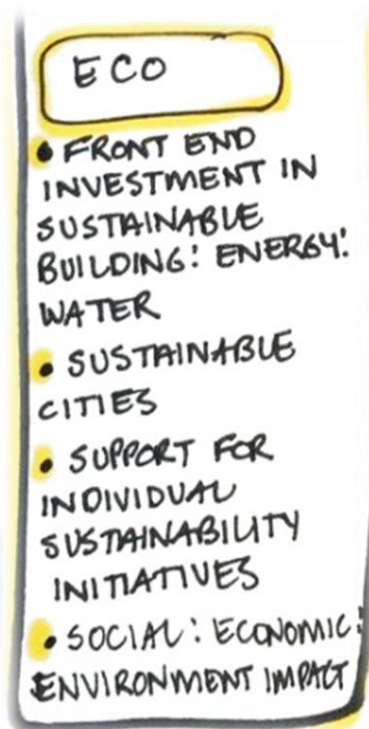 ECO
• FRONT END
INVESTMENT IN
SUSTAINABLE
BUILDING: ENERGY:
WATER
• SUSTAINABLE
CITIES
• SUPPORT FOR
INDIVIDUAL
SUSTAINABILITY
INITIATIVES
• SOCIAL: ECONOMIC:
ENVIRONMENT IMPACT